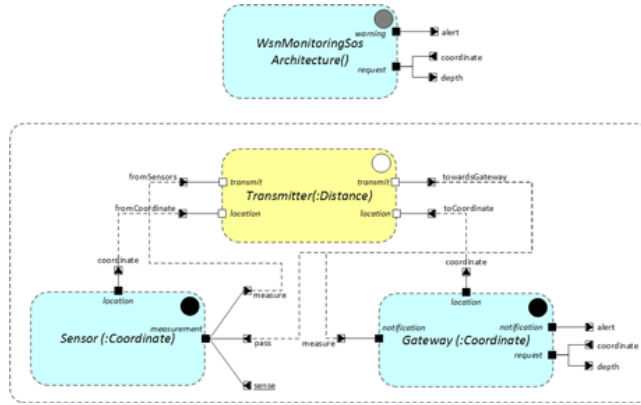 warning
alert
WsnMonitoringSos
Architecture()
request
coordinate
depth
fromSensors
transmit
transmit
towardsGateway
Transmitter(:Distance)
fromCoordinate
location
location
toCoordinate
coordinate
coordinate
location
measure
location
measurement
notification
notification
alert
Sensor (:Coordinate)
pass
measure
Gateway (:Coordinate)
coordinate
request
depth
sense